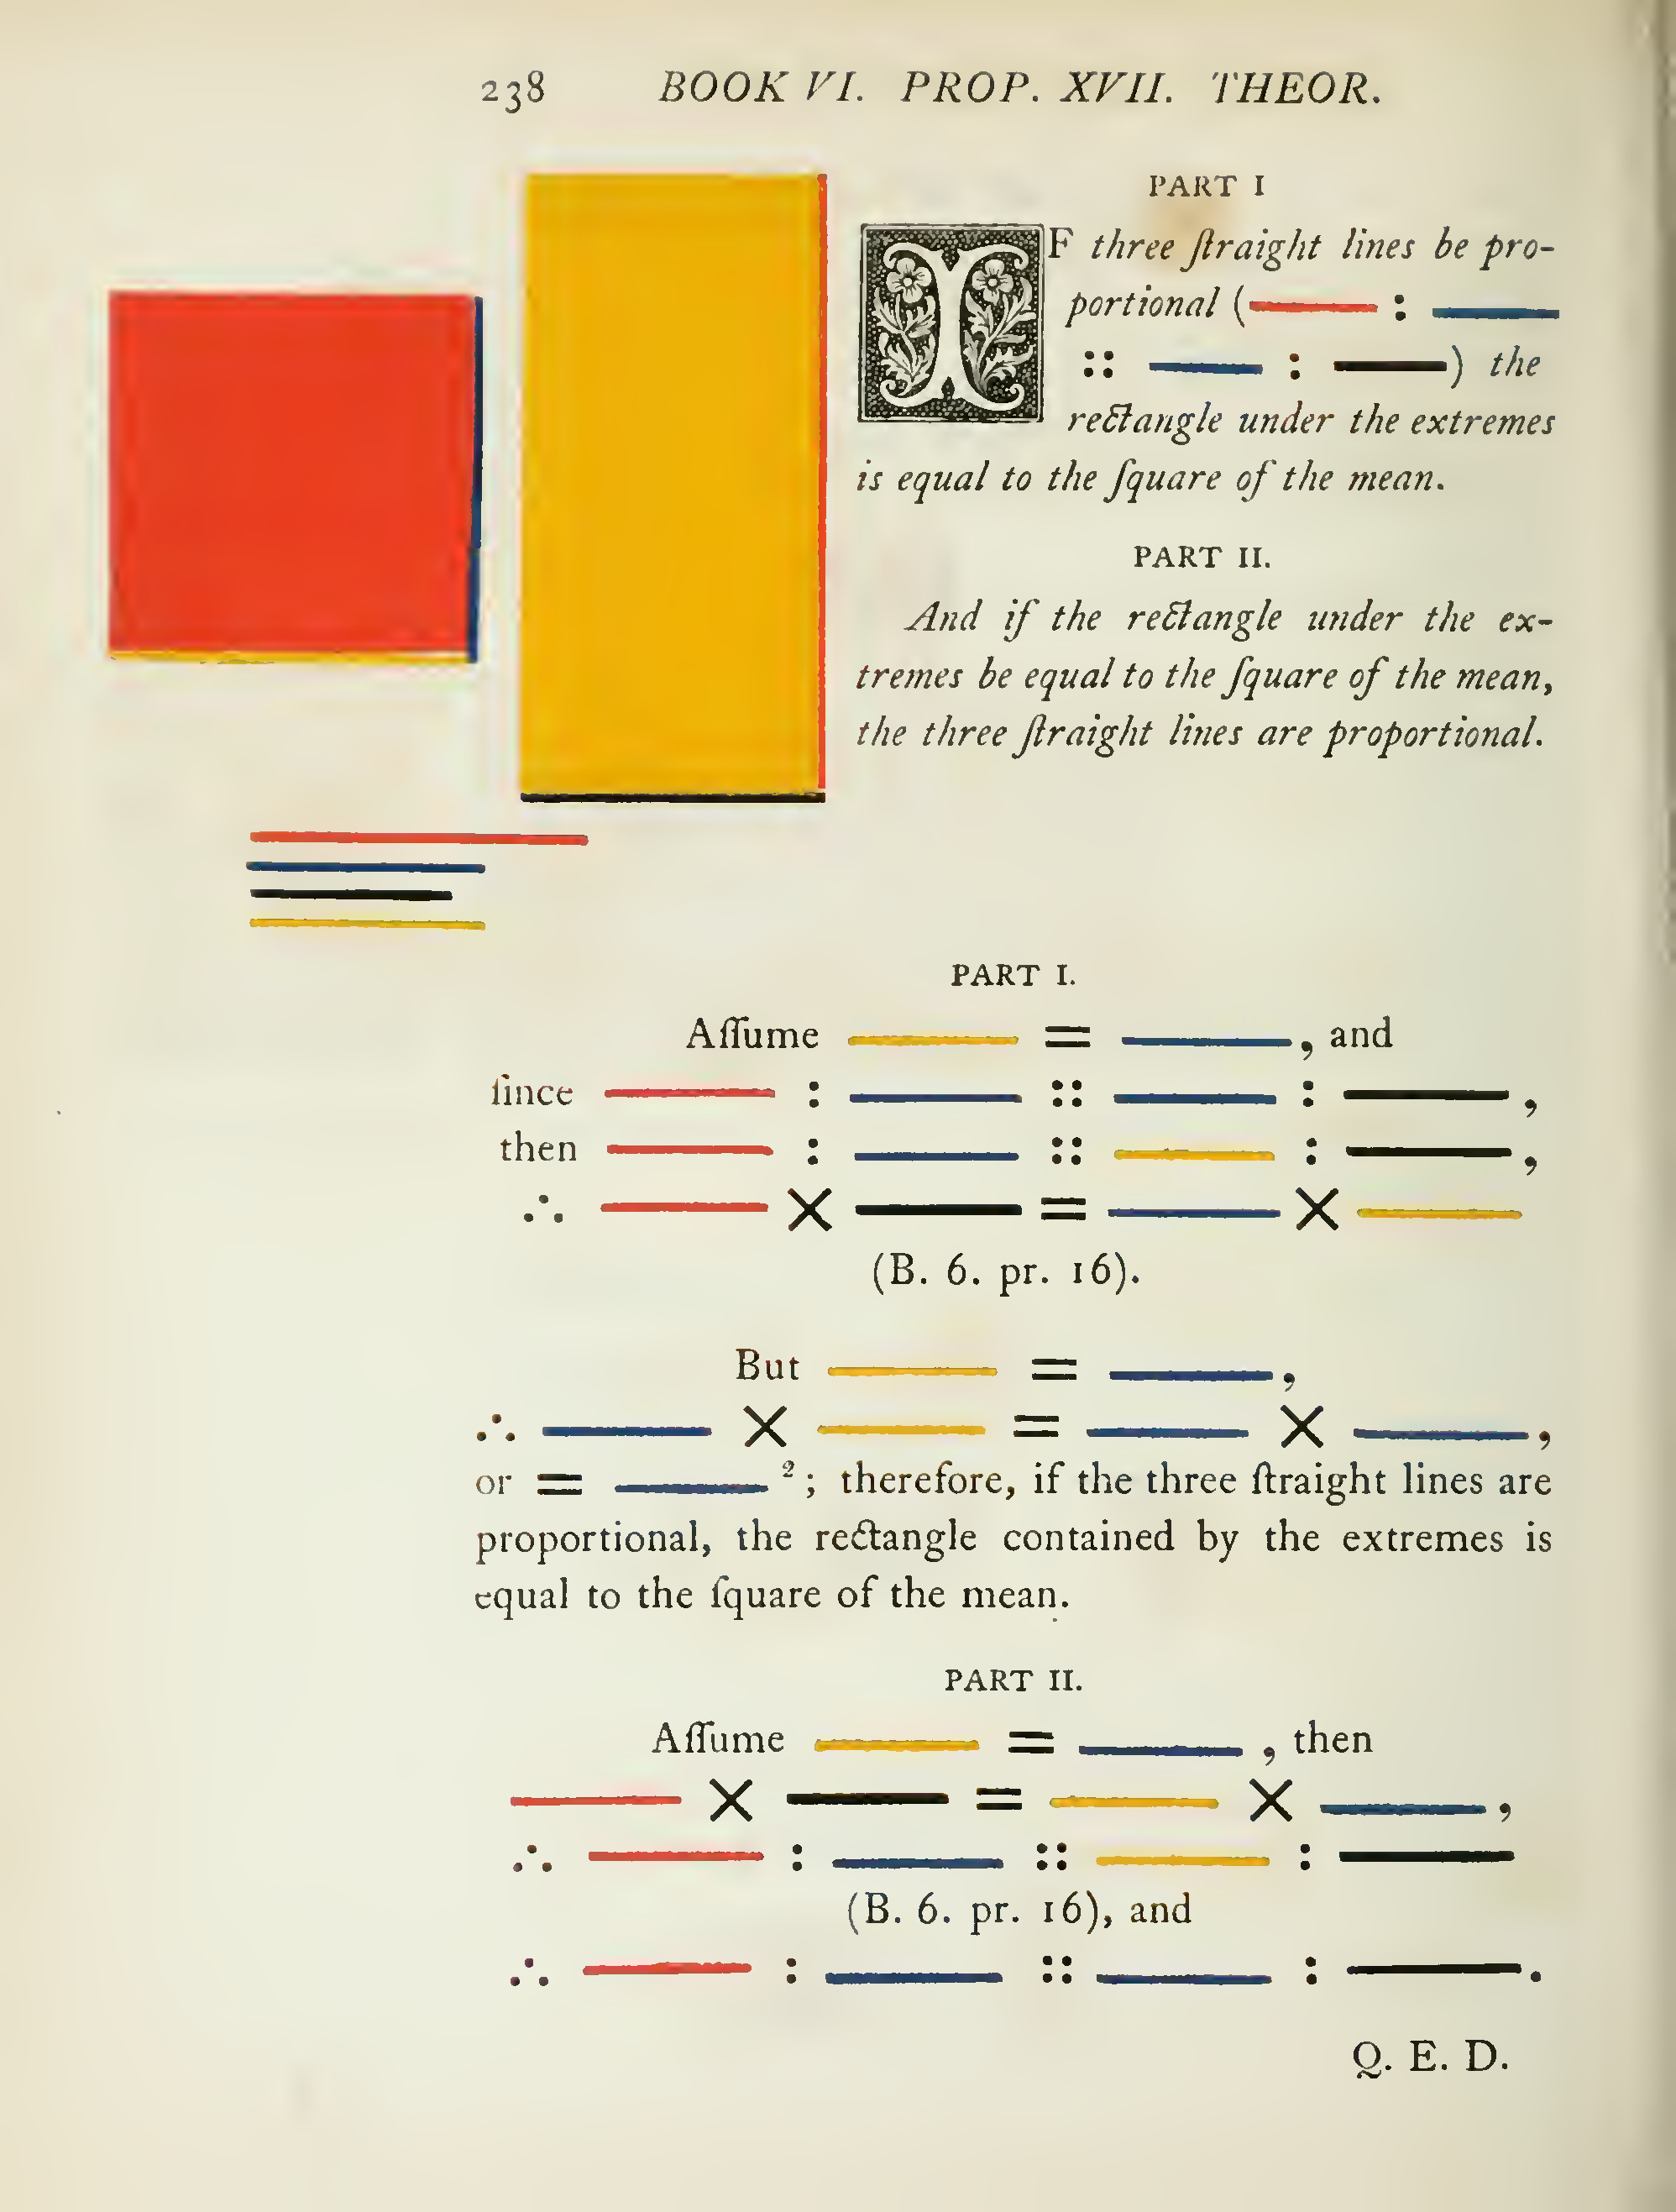 238 BOOK VI. PROP. XVII. THEOR.
PART I
IF three ſtraight lines be pro-
portional ( : 
:: : ) the
rectangle under the extremes
is equal to the ſquare of the mean.
PART II.
And if the rectangle under the ex-
tremes be equal to the ſquare of the mean,
the three ſtraight lines are proportional.
PART I.
Aſſume = , and
ſince : :: : ,
then : :: : ,
∴ × = ×
(B. 6. pr. 16).
But = ,
∴ × = × ,
or = ²; therefore, if the three ſtraight lines are
proportional, the rectangle contained by the extremes is
equal to the ſquare of the mean.
PART II.
Aſſume = , then
× = × ,
∴ : :: :
(B. 6. pr. 16), and
∴ : :: : .
Q. E. D.